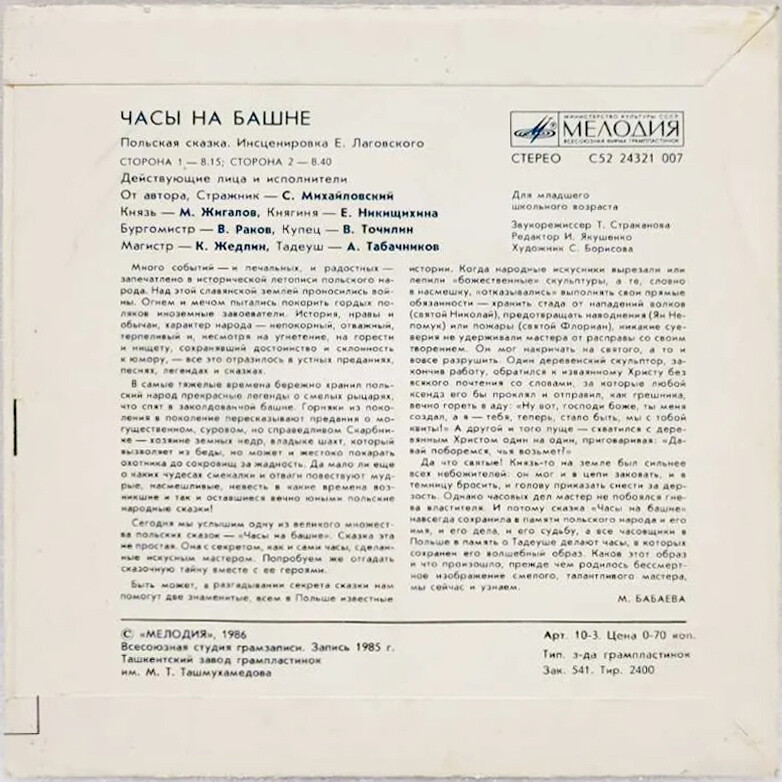 ЧАСЫ НА БАШНЕ
Польская сказка. Инсценировка Е. Лаговского
СТОРОНА 1 — 8.15; СТОРОНА 2 — 8.40
Действующие лица и исполнители
От автора, Стражник — С. Михайловский
Князь — М. Жигалов, Княгиня — Е. Никищихина
Бургомистр — В. Раков, Купец — В. Точилин
Магистр — К. Жедпин, Тадеуш — А. Табачников
МИНИСТЕРСТВО КУЛЬТУРЫ СССР
МЕЛОДИЯ
ВСЕСОЮЗНАЯ ФИРМА ГРАМПЛАСТИНОК
СТЕРЕО С52 24321 007
Для младшего
школьного возраста
Звукорежиссер Т. Страканова
Редактор И. Якушенко
Художник С. Борисова
Много событий — и печальных, и радостных —
запечатлено в исторической летописи польского на-
рода. Над этой славянской землей проносились вой-
ны. Огнем и мечом пытались покорить гордых по-
ляков иноземные завоеватели. История, нравы и
обычаи, характер народа — непокорный, отважный,
терпеливый и, несмотря на угнетение, на горести
и нищету, сохранявший достоинство и склонность
к юмору, — все это отразилось в устных преданиях,
песнях, легендах и сказках.
В самые тяжелые времена бережно хранил поль-
ский народ прекрасные легенды о смелых рыцарях,
что спят в заколдованной башне. Горняки из поко-
ления в поколение пересказывают предания о мо-
гущественном, суровом, но справедливом Скарбни-
ке — хозяине земных недр, владыке шахт, который
вызволяет из беды, но может и жестоко покарать
охотника до сокровищ за жадность. Да мало ли еще
о каких чудесах смекалки и отваги повествуют муд-
рые, насмешливые, невесть в какие времена воз-
никшие и так и оставшиеся вечно юными польские
народные сказки!
Сегодня мы услышим одну из великого множест-
ва польских сказок — «Часы на башне». Сказка эта
не простая. Она с секретом, как и сами часы, сделан-
ные искусным мастером. Попробуем же отгадать
сказочную тайну вместе с ее героями.
Быть может, в разгадывании секрета сказки нам
помогут две знаменитые, всем в Польше известные
истории. Когда народные искусники вырезали или
лепили «божественные» скульптуры, а те, словно
в насмешку, «отказывались» выполнять свои прямые
обязанности — хранить стада от нападений волков
(святой Николай), предотвращать наводнения (Ян Не-
помук) или пожары (святой Флориан), никакие суе-
верия не удерживали мастера от расправы со своим
творением. Он мог накричать на святого, а то и
вовсе разрушить. Один деревенский скульптор, за-
кончив работу, обратился к изваянному Христу без
всякого почтения со словами, за которые любой
ксендз его бы проклял и отправил, как грешника,
вечно гореть в аду: «Ну вот, господи боже, ты меня
создал, а я — тебя, теперь, стало быть, мы с тобой
квиты!» А другой и того пуще — схватился с дере-
вянным Христом один на один, приговаривая: «Да-
вай поборемся, чья возьмет!»
Да что святые! Князь-то на земле был сильнее
всех небожителей: он мог и в цепи заковать, и в
темницу бросить, и голову приказать снести за дер-
зость. Однако часовых дел мастер не побоялся гне-
ва властителя. И потому сказка «Часы на башне»
навсегда сохранила в памяти польского народа и его
имя, и его дела, и его судьбу, а все часовщики в
Польше в память о Тадеуше делают часы, в которых
сохранен его волшебный образ. Каков этот образ
и что произошло, прежде чем родилось бессмерт-
ное изображение смелого, талантливого мастера,
мы сейчас и узнаем.
М. БАБАЕВА
© «МЕЛОДИЯ», 1986
Всесоюзная студия грамзаписи. Запись 1985 г.
Ташкентский завод грампластинок
им. М. Т. Ташмухамедова
Арт. 10-3. Цена 0-70 коп.
Тип. з-да грампластинок
Зак. 541. Тир. 2400